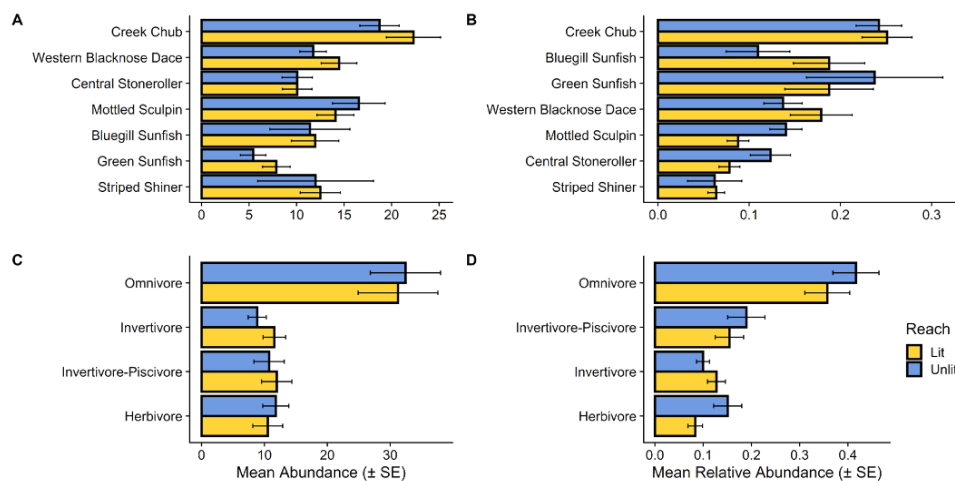 A
Creek Chub
Western Blacknose Dace
Central Stoneroller
Mottled Sculpin
Bluegill Sunfish
Green Sunfish
Striped Shiner
0 5 10 15 20 25
B
Creek Chub
Bluegill Sunfish
Green Sunfish
Western Blacknose Dace
Mottled Sculpin
Central Stoneroller
Striped Shiner
0.0 0.1 0.2 0.3
C
Omnivore
Invertivore
Invertivore-Piscivore
Herbivore
0 10 20 30
Mean Abundance (± SE)
D
Omnivore
Invertivore-Piscivore
Invertivore
Herbivore
0.0 0.1 0.2 0.3 0.4
Mean Relative Abundance (± SE)
Reach
Lit
Unlit